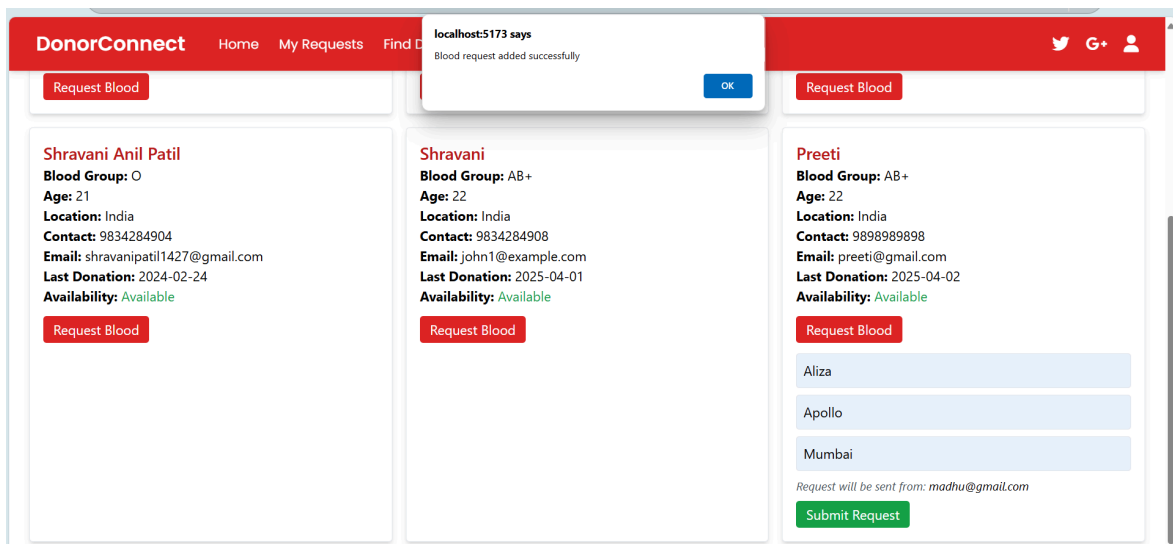 DonorConnect Home My Requests Find D
localhost:5173 says
Blood request added successfully
OK
G+
Request Blood
Request Blood
Shravani Anil Patil
Blood Group: O
Age: 21
Location: India
Contact: 9834284904
Email: shravanipatil1427@gmail.com
Last Donation: 2024-02-24
Availability: Available
Request Blood
Shravani
Blood Group: AB+
Age: 22
Location: India
Contact: 9834284908
Email: john1@example.com
Last Donation: 2025-04-01
Availability: Available
Request Blood
Preeti
Blood Group: AB+
Age: 22
Location: India
Contact: 9898989898
Email: preeti@gmail.com
Last Donation: 2025-04-02
Availability: Available
Request Blood
Aliza
Apollo
Mumbai
Request will be sent from: madhu@gmail.com
Submit Request